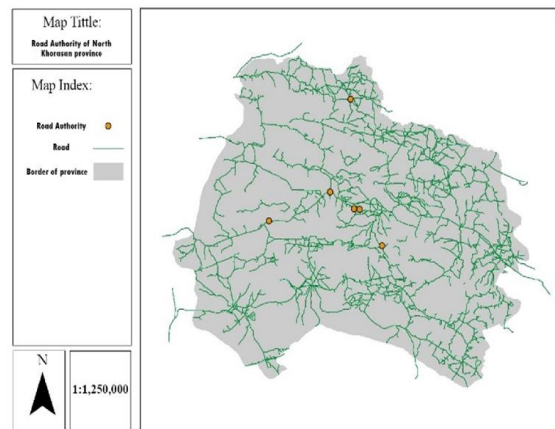 Map Tittle:
Road Authority of North
Khorasan province
Map Index:
Road Authority
Road
Border of province
N
1:1,250,000